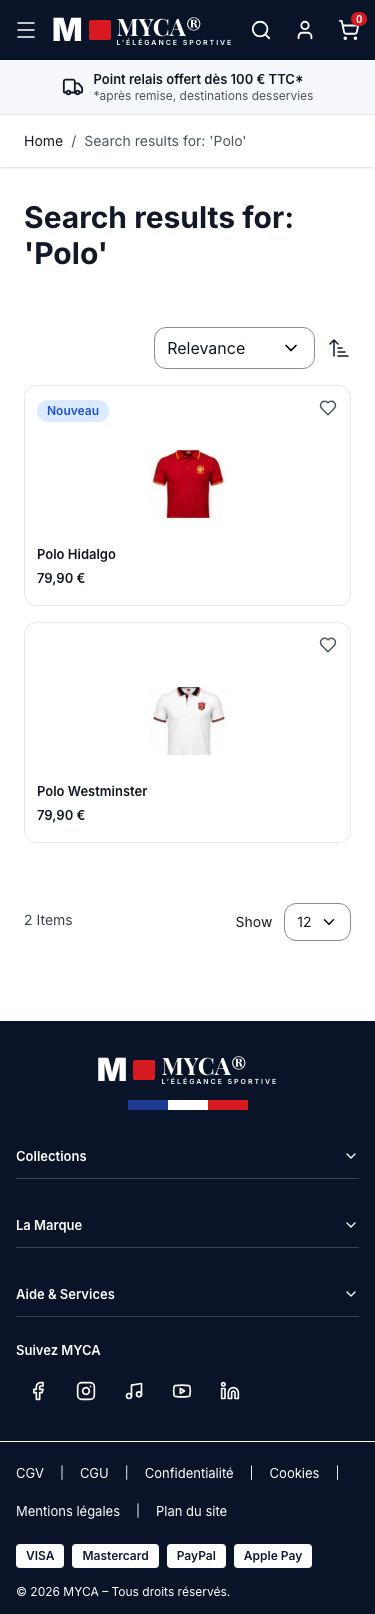 M MYCA®
L'ÉLÉGANCE SPORTIVE
0
Point relais offert dès 100 € TTC*
*après remise, destinations desservies
Home / Search results for: 'Polo'
Search results for:
'Polo'
Relevance
Nouveau
Polo Hidalgo
79,90 €
Polo Westminster
79,90 €
2 Items
Show 12
M MYCA®
L'ÉLÉGANCE SPORTIVE
Collections
La Marque
Aide & Services
Suivez MYCA
CGV | CGU | Confidentialité | Cookies |
Mentions légales | Plan du site
VISA Mastercard PayPal Apple Pay
© 2026 MYCA – Tous droits réservés.